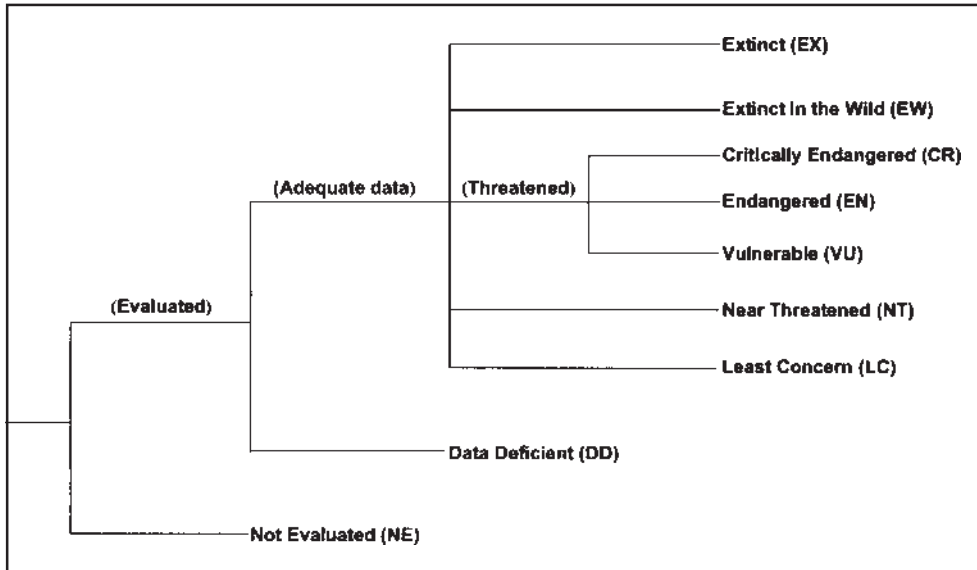 Extinct (EX)
Extinct in the Wild (EW)
Critically Endangered (CR)
(Adequate data)
(Threatened)
Endangered (EN)
Vulnerable (VU)
(Evaluated)
Near Threatened (NT)
Least Concern (LC)
Data Deficient (DD)
Not Evaluated (NE)